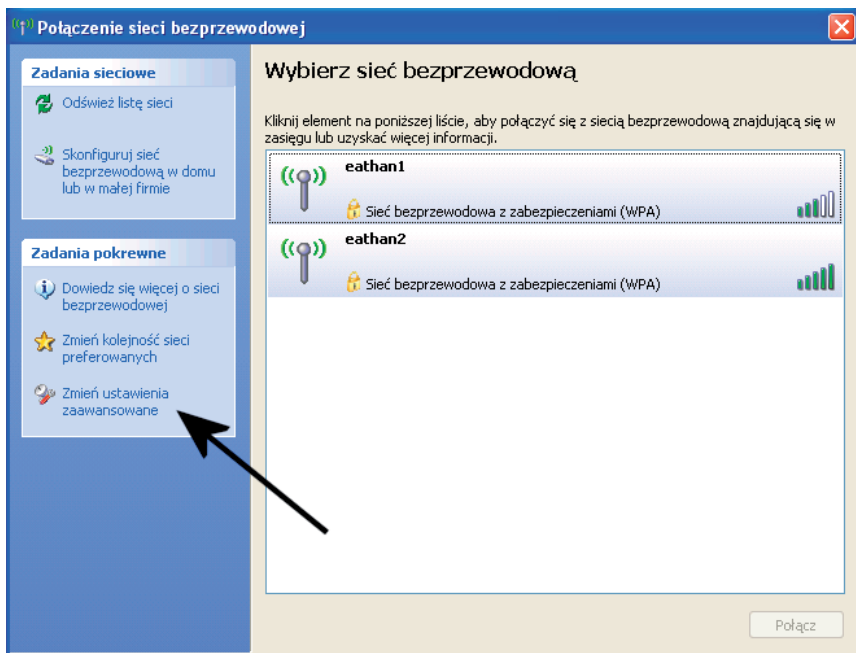 Połączenie sieci bezprzewodowej
Zadania sieciowe
Odśwież listę sieci
Skonfiguruj sieć
bezprzewodową w domu
lub w małej firmie
Zadania pokrewne
Dowiedz się więcej o sieci
bezprzewodowej
Zmień kolejność sieci
preferowanych
Zmień ustawienia
zaawansowane
Wybierz sieć bezprzewodową
Kliknij element na poniższej liście, aby połączyć się z siecią bezprzewodową znajdującą się w
zasięgu lub uzyskać więcej informacji.
eathan1
Sieć bezprzewodowa z zabezpieczeniami (WPA)
eathan2
Sieć bezprzewodowa z zabezpieczeniami (WPA)
Połącz